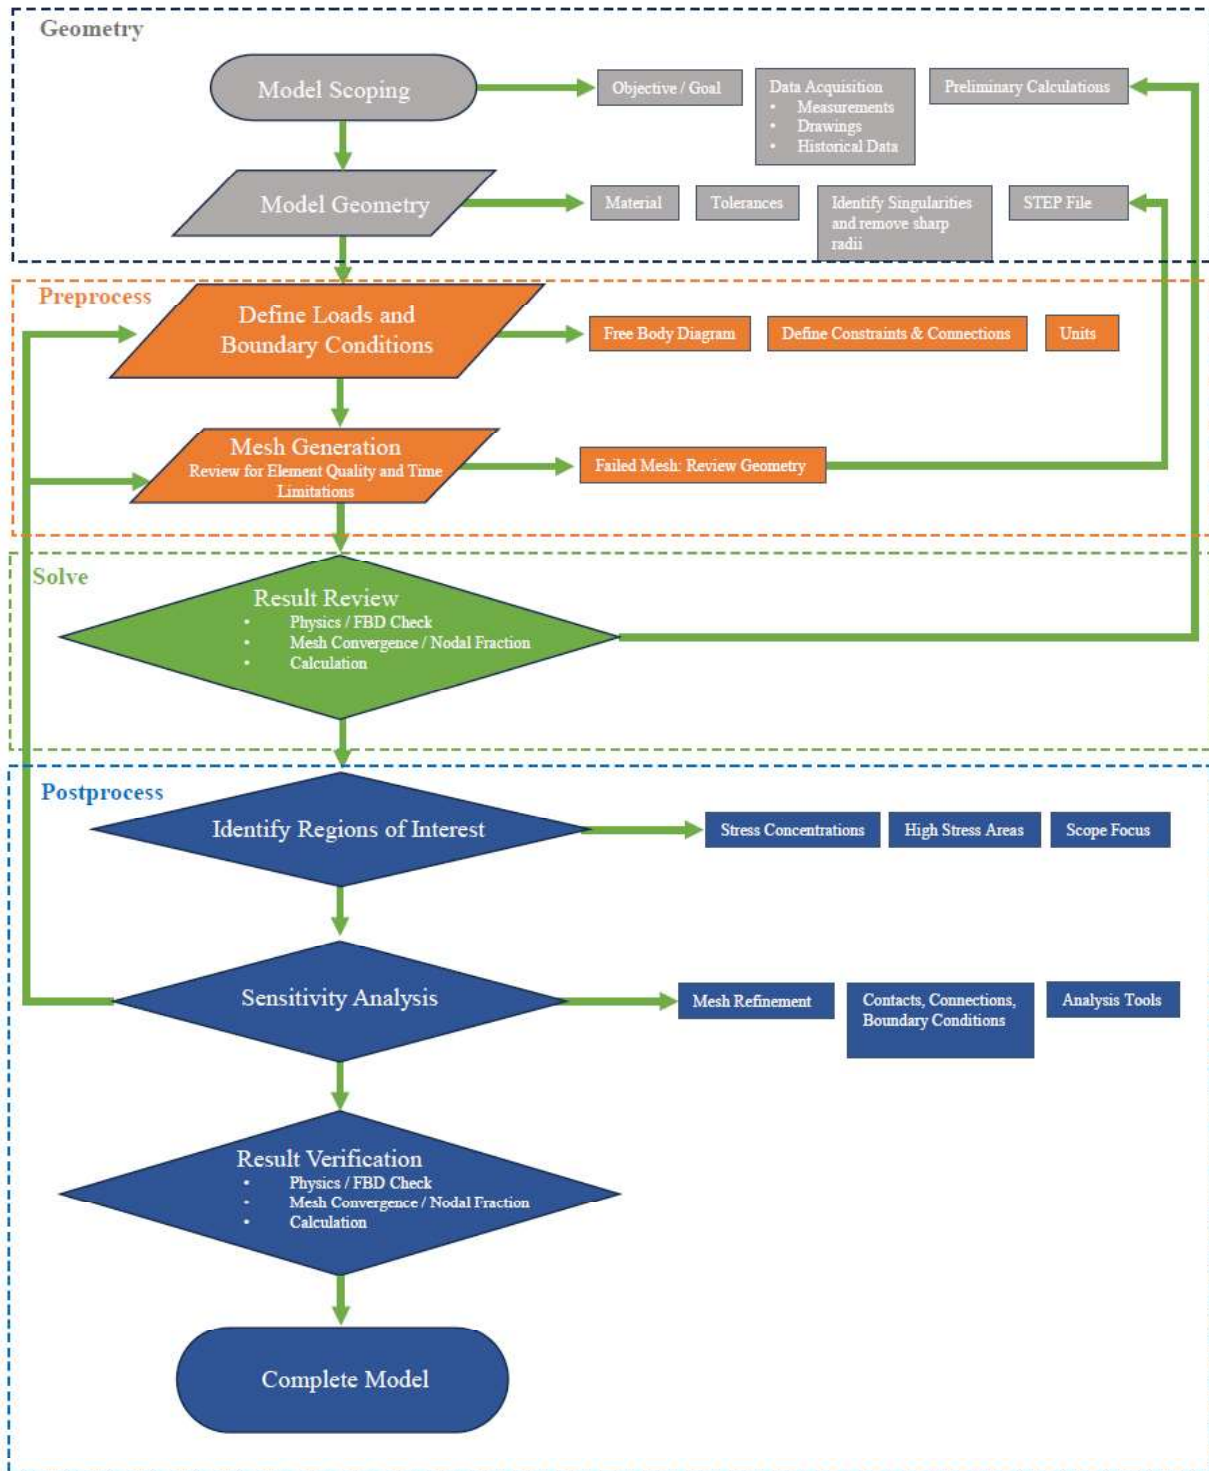 Geometry
Model Scoping
Objective / Goal
Data Acquisition
• Measurements
• Drawings
• Historical Data
Preliminary Calculations
Model Geometry
Material
Tolerances
Identify Singularities
and remove sharp
radii
STEP File
Preprocess
Define Loads and
Boundary Conditions
Free Body Diagram
Define Constraints & Connections
Units
Mesh Generation
Review for Element Quality and Time
Limitations
Failed Mesh: Review Geometry
Solve
Result Review
• Physics / FBD Check
• Mesh Convergence / Nodal Fraction
• Calculation
Postprocess
Identify Regions of Interest
Stress Concentrations
High Stress Areas
Scope Focus
Sensitivity Analysis
Mesh Refinement
Contacts, Connections,
Boundary Conditions
Analysis Tools
Result Verification
• Physics / FBD Check
• Mesh Convergence / Nodal Fraction
• Calculation
Complete Model